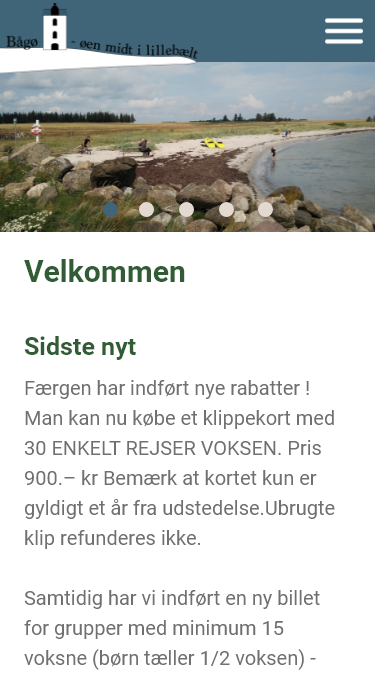 Bågø - øen midt i lillebælt
Velkommen
Sidste nyt
Færgen har indført nye rabatter !
Man kan nu købe et klippekort med
30 ENKELT REJSER VOKSEN. Pris
900.– kr Bemærk at kortet kun er
gyldigt et år fra udstedelse.Ubrugte
klip refunderes ikke.
Samtidig har vi indført en ny billet
for grupper med minimum 15
voksne (børn tæller 1/2 voksen) -